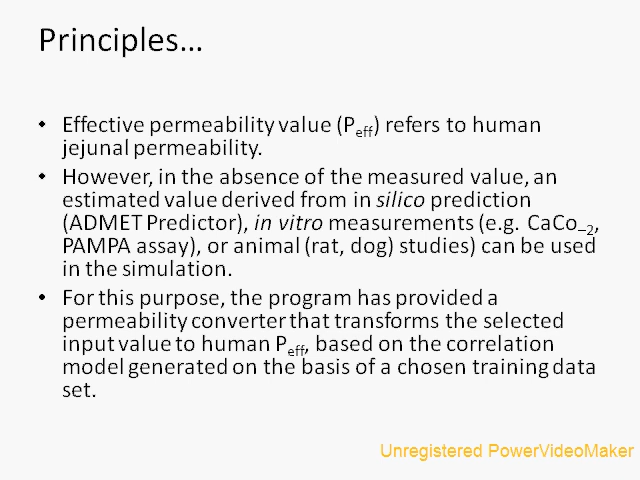 Principles…
• Effective permeability value (Peff) refers to human
jejunal permeability.
• However, in the absence of the measured value, an
estimated value derived from in silico prediction
(ADMET Predictor), in vitro measurements (e.g. CaCo–2,
PAMPA assay), or animal (rat, dog) studies) can be used
in the simulation.
• For this purpose, the program has provided a
permeability converter that transforms the selected
input value to human Peff, based on the correlation
model generated on the basis of a chosen training data
set.
Unregistered PowerVideoMaker